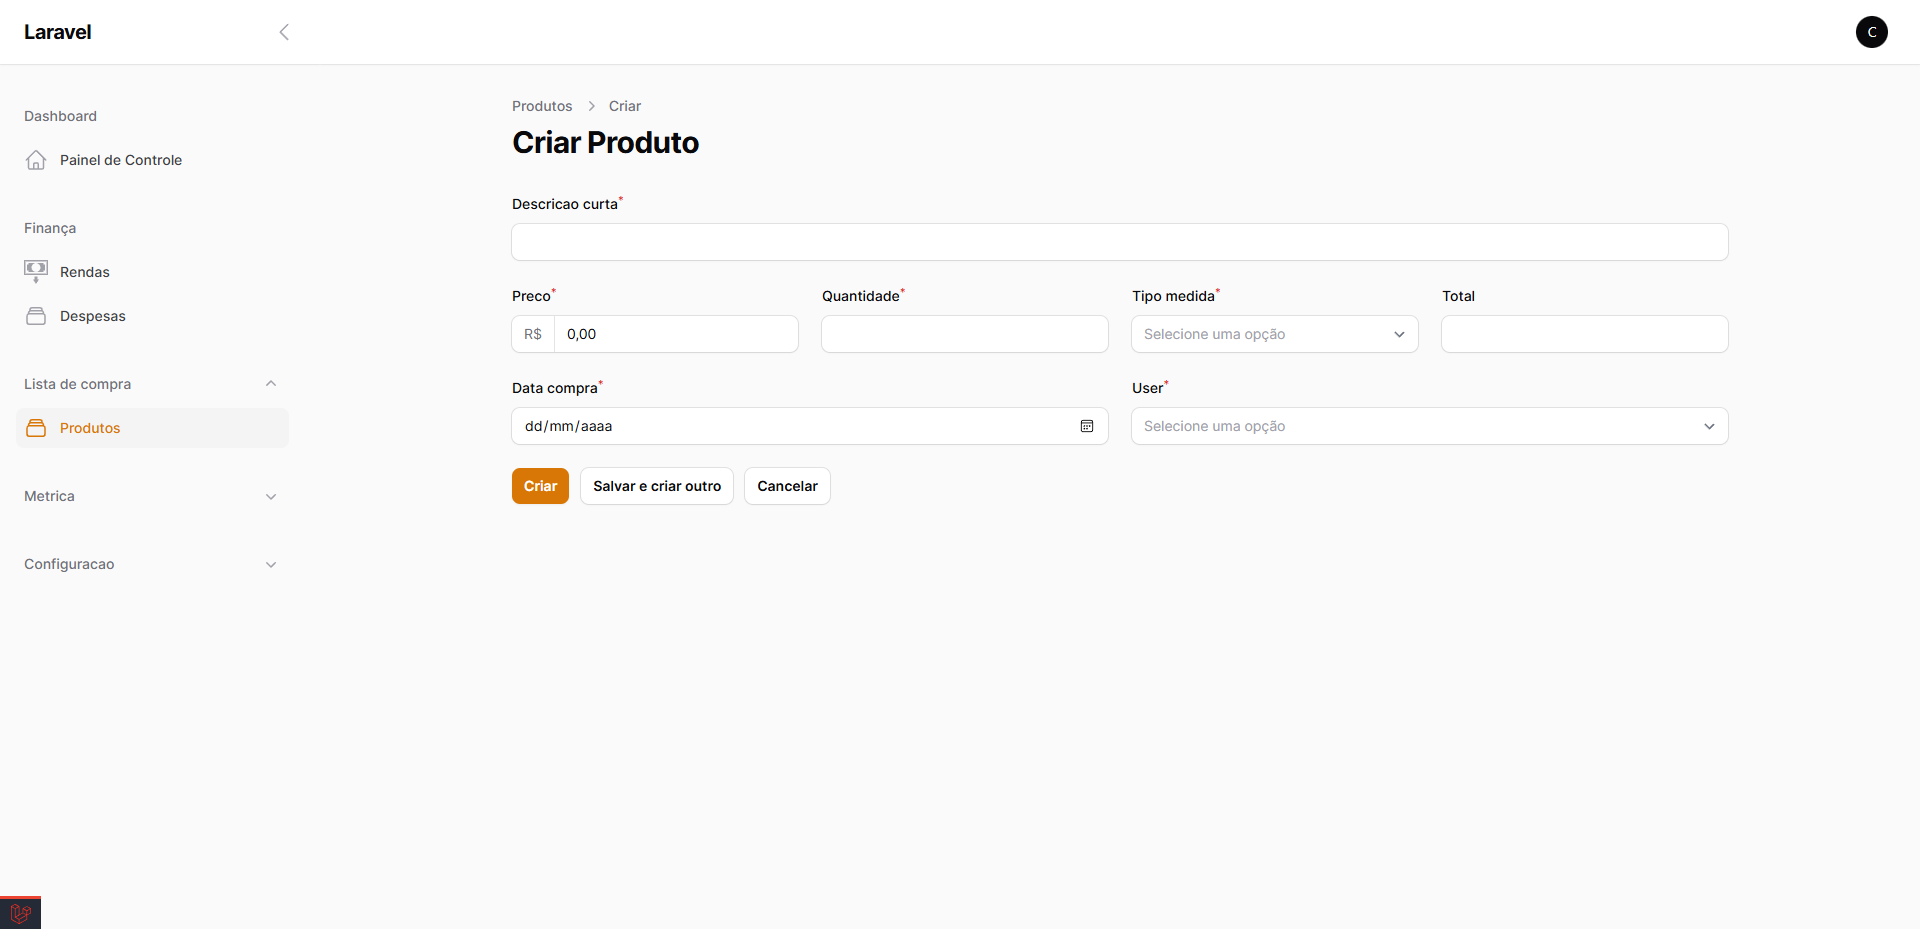 Laravel
C
Dashboard
Painel de Controle
Finança
Rendas
Despesas
Lista de compra
Produtos
Metrica
Configuracao
Produtos > Criar
Criar Produto
Descricao curta*
Preco* Quantidade* Tipo medida* Total
R$ 0,00 Selecione uma opção
Data compra* User*
dd/mm/aaaa Selecione uma opção
Criar Salvar e criar outro Cancelar